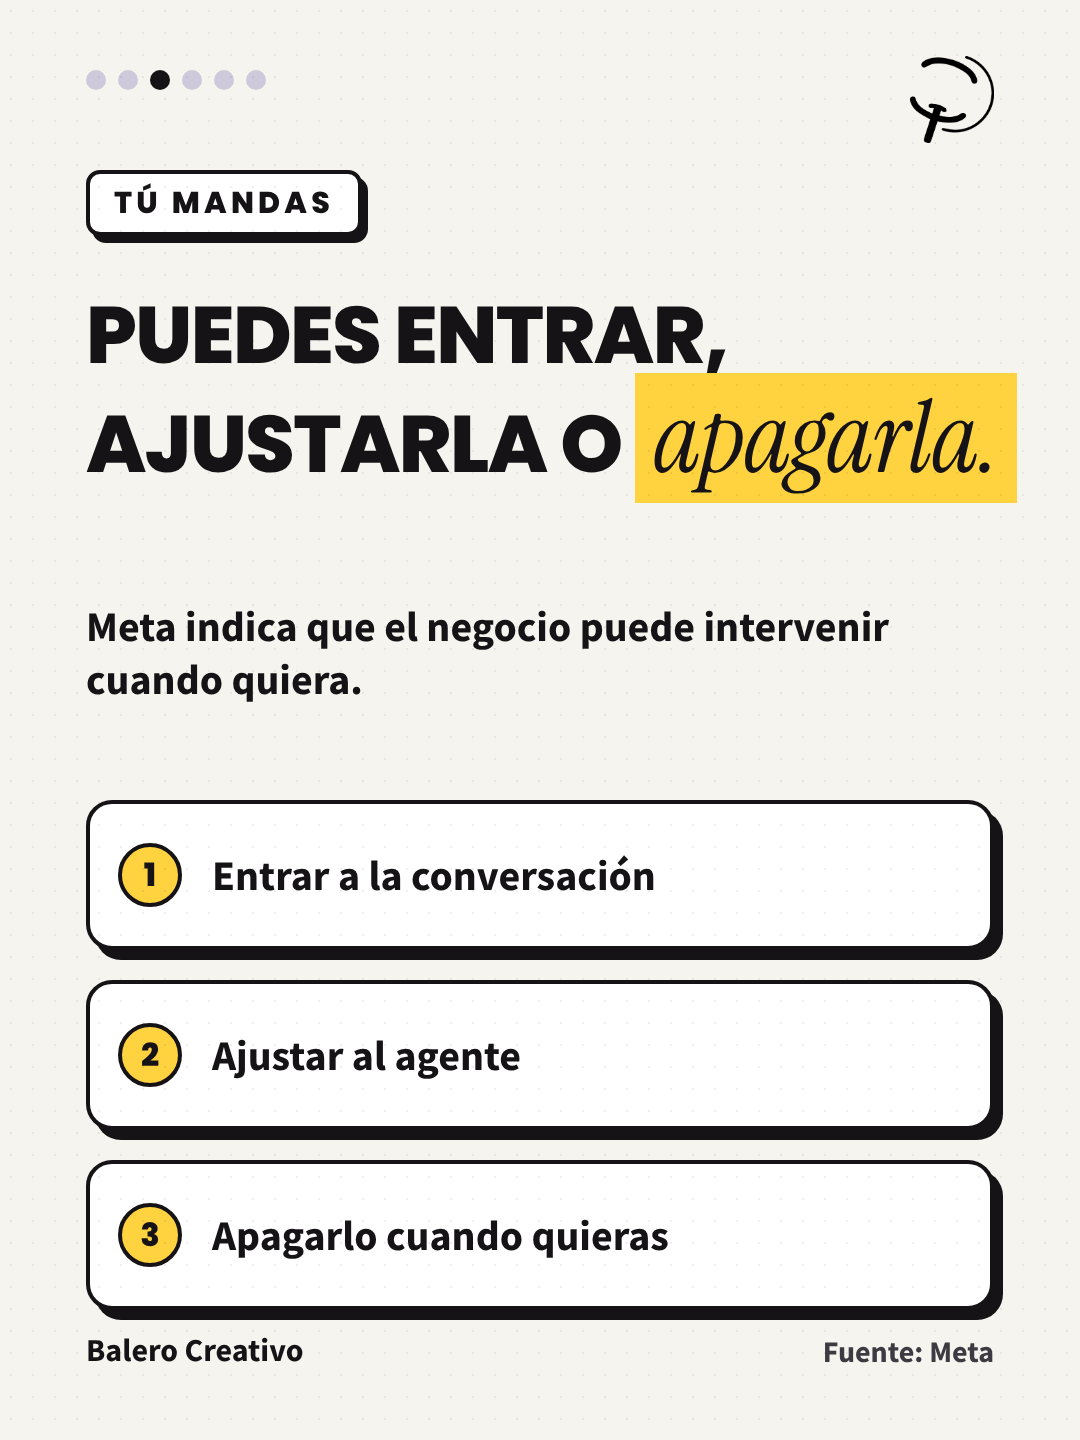 TÚ MANDAS
PUEDES ENTRAR,
AJUSTARLA O apagarla.
Meta indica que el negocio puede intervenir
cuando quiera.
1 Entrar a la conversación
2 Ajustar al agente
3 Apagarlo cuando quieras
Balero Creativo
Fuente: Meta